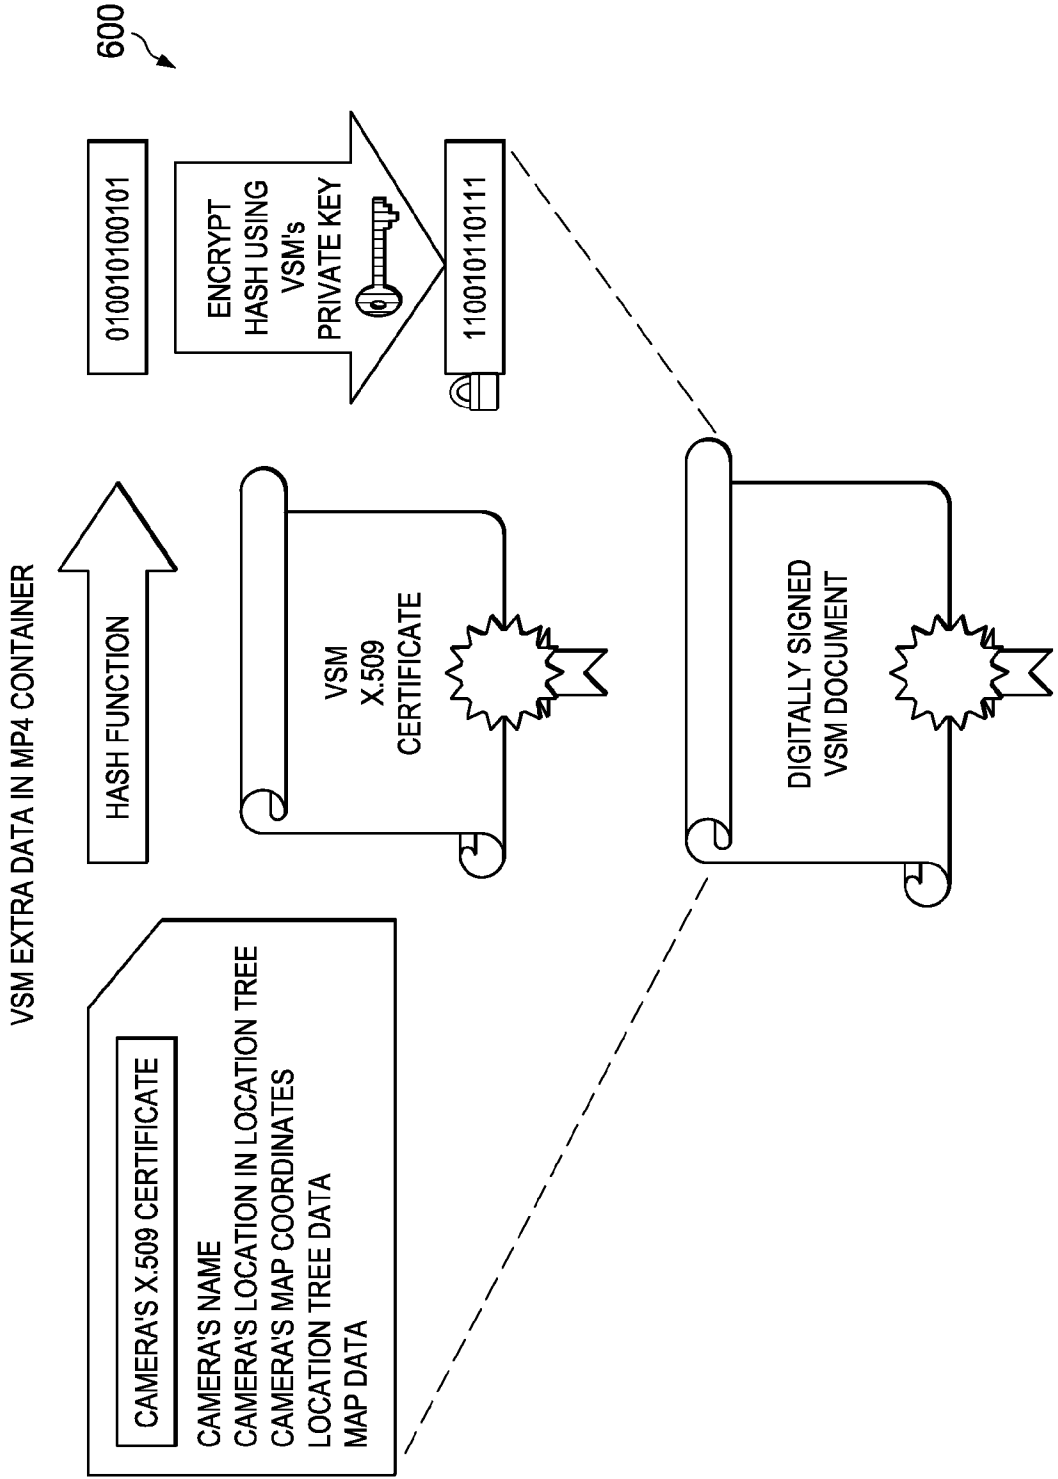 600
VSM EXTRA DATA IN MP4 CONTAINER
CAMERA'S X.509 CERTIFICATE
CAMERA'S NAME
CAMERA'S LOCATION IN LOCATION TREE
CAMERA'S MAP COORDINATES
LOCATION TREE DATA
MAP DATA
HASH FUNCTION
010010100101
ENCRYPT
HASH USING
VSM's
PRIVATE KEY
110010110111
VSM
X.509
CERTIFICATE
DIGITALLY SIGNED
VSM DOCUMENT